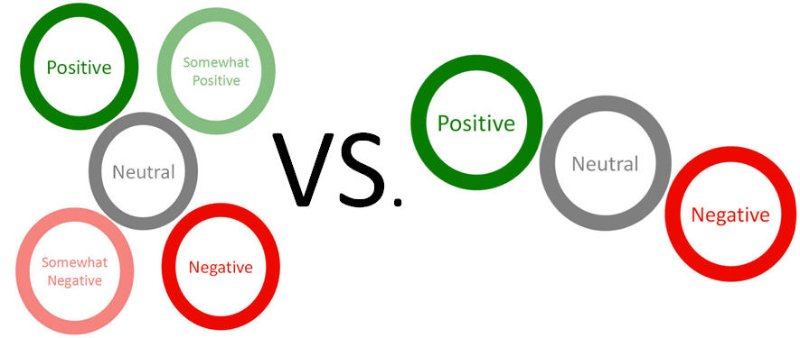 Positive
Somewhat
Positive
Neutral
Somewhat
Negative
Negative
VS.
Positive
Neutral
Negative